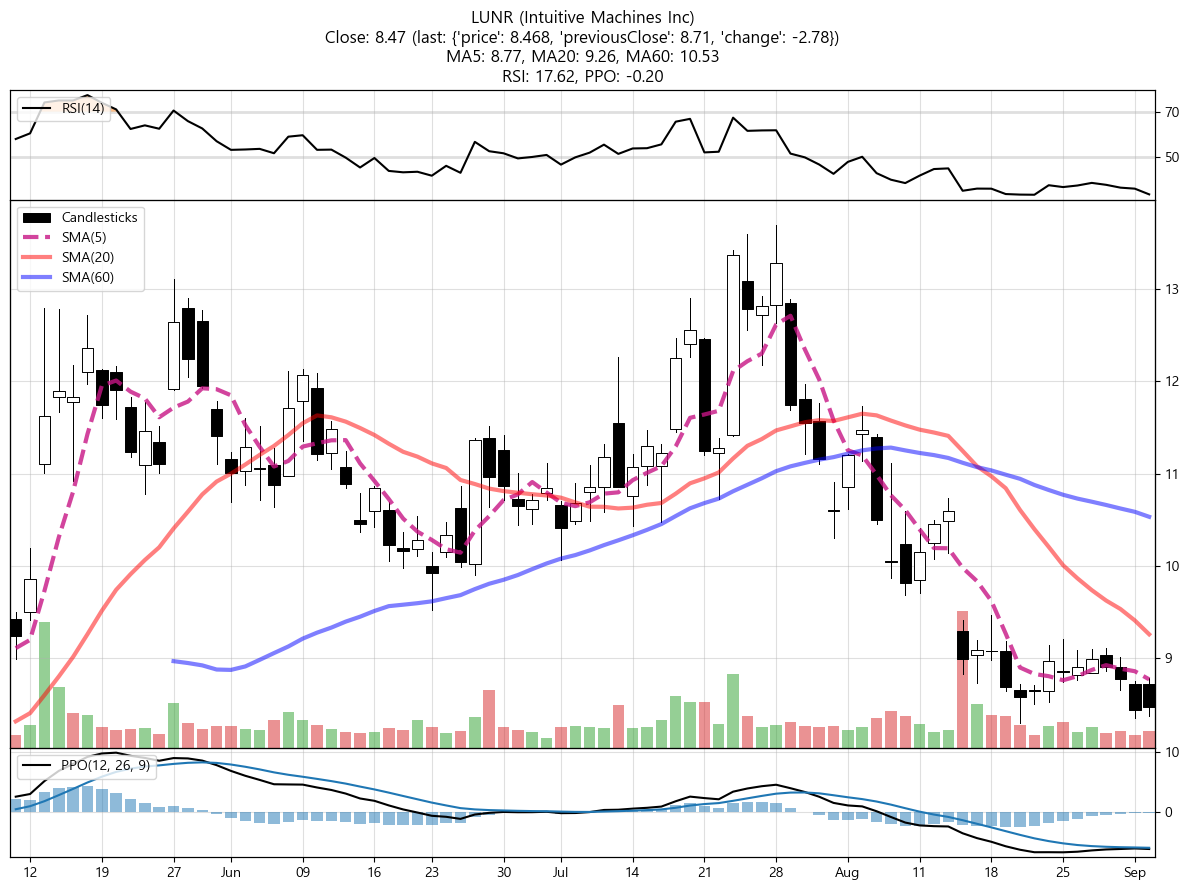 LUNR (Intuitive Machines Inc)
Close: 8.47 (last: {'price': 8.468, 'previousClose': 8.71, 'change': -2.78})
MA5: 8.77, MA20: 9.26, MA60: 10.53
RSI: 17.62, PPO: -0.20
RSI(14)
70
50
Candlesticks
SMA(5)
SMA(20)
SMA(60)
13
12
11
10
9
PPO(12, 26, 9)
10
0
12 19 27 Jun 09 16 23 30 Jul 14 21 28 Aug 11 18 25 Sep